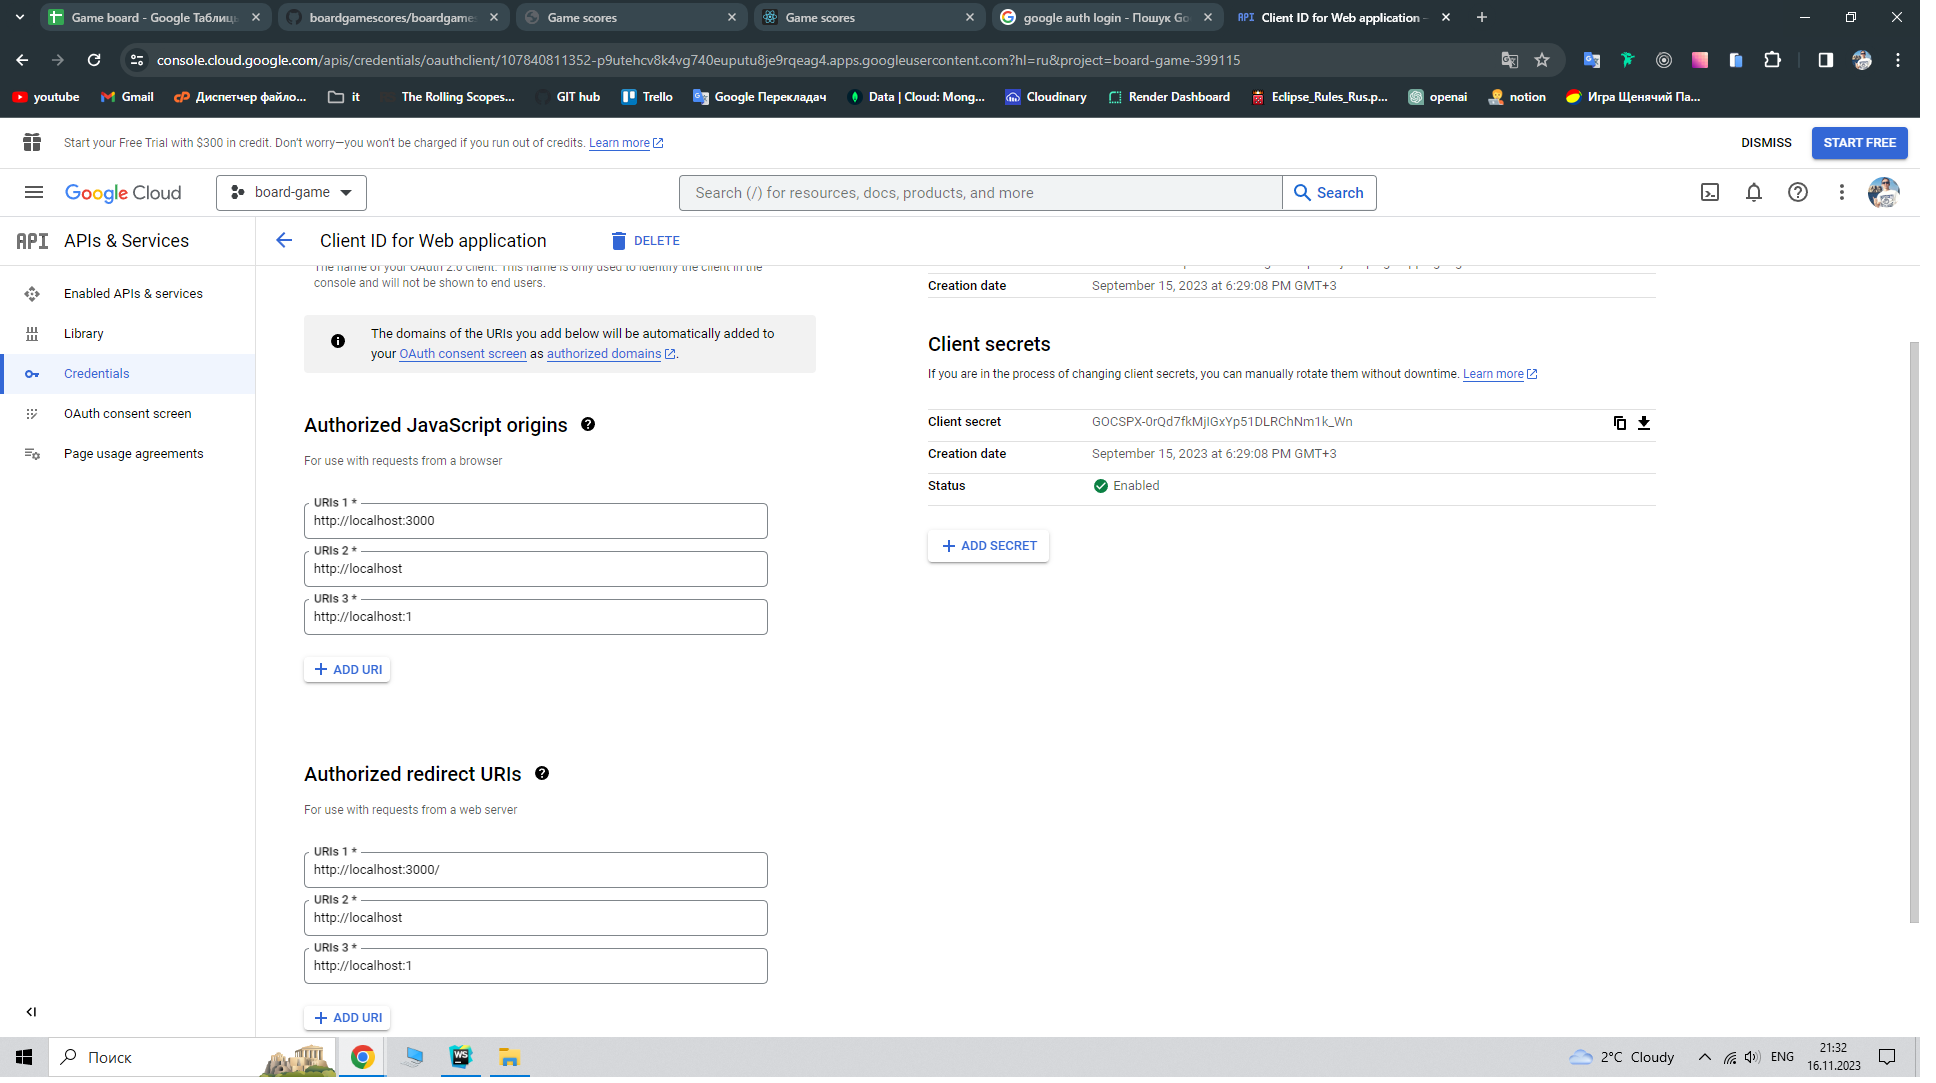 Game board - Google Таблиц
boardgamescores/boardgame
Game scores
Game scores
google auth login - Пошук Go
API Client ID for Web application -
console.cloud.google.com/apis/credentials/oauthclient/107840811352-p9utehcv8k4vg740euputu8je9rqeag4.apps.googleusercontent.com?hl=ru&project=board-game-399115
youtube
Gmail
Диспетчер файло...
it
The Rolling Scopes...
GIT hub
Trello
Google Перекладач
Data | Cloud: Mong...
Cloudinary
Render Dashboard
Eclipse_Rules_Rus.p...
openai
notion
Игра Щенячий Па...
Start your Free Trial with $300 in credit. Don't worry—you won't be charged if you run out of credits. Learn more
DISMISS
START FREE
Google Cloud
board-game
Search (/) for resources, docs, products, and more
Search
API APIs & Services
Client ID for Web application
DELETE
Enabled APIs & services
Library
Credentials
OAuth consent screen
Page usage agreements
The name of your OAuth 2.0 client. This name is only used to identify the client in the
console and will not be shown to end users.
The domains of the URIs you add below will be automatically added to
your OAuth consent screen as authorized domains.
Authorized JavaScript origins
For use with requests from a browser
URIs 1 *
http://localhost:3000
URIs 2 *
http://localhost
URIs 3 *
http://localhost:1
+ ADD URI
Authorized redirect URIs
For use with requests from a web server
URIs 1 *
http://localhost:3000/
URIs 2 *
http://localhost
URIs 3 *
http://localhost:1
+ ADD URI
Creation date September 15, 2023 at 6:29:08 PM GMT+3
Client secrets
If you are in the process of changing client secrets, you can manually rotate them without downtime. Learn more
Client secret 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
Creation date September 15, 2023 at 6:29:08 PM GMT+3
Status Enabled
+ ADD SECRET
Поиск
WS
2°C Cloudy
ENG
21:32
16.11.2023